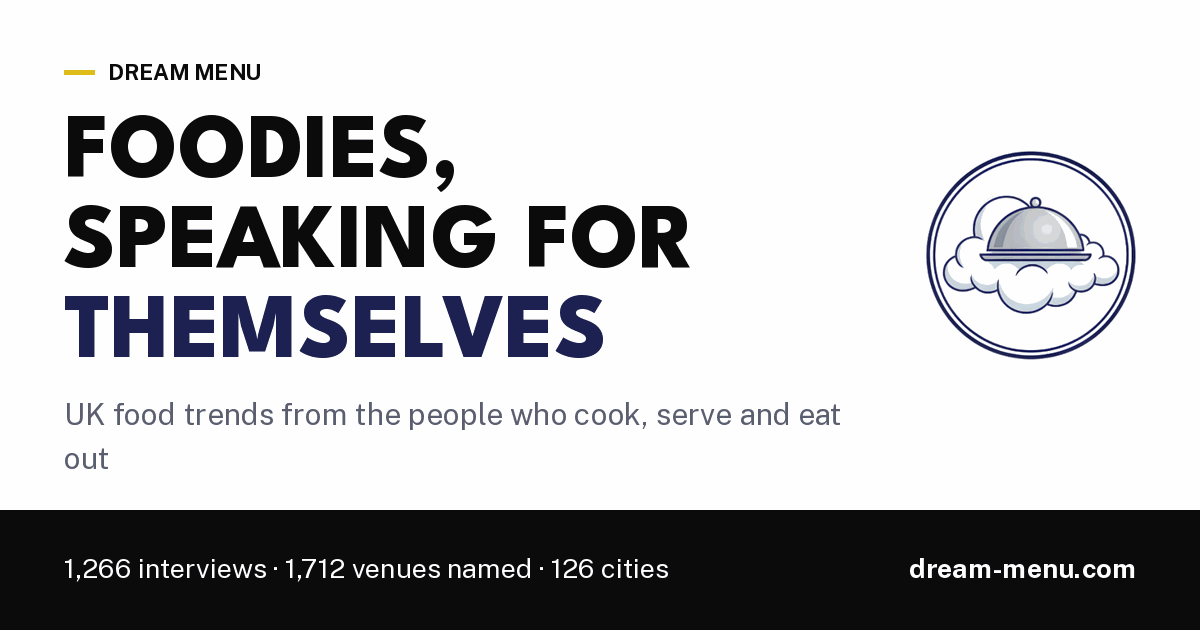 DREAM MENU
FOODIES,
SPEAKING FOR
THEMSELVES
UK food trends from the people who cook, serve and eat
out
1,266 interviews · 1,712 venues named · 126 cities
dream-menu.com